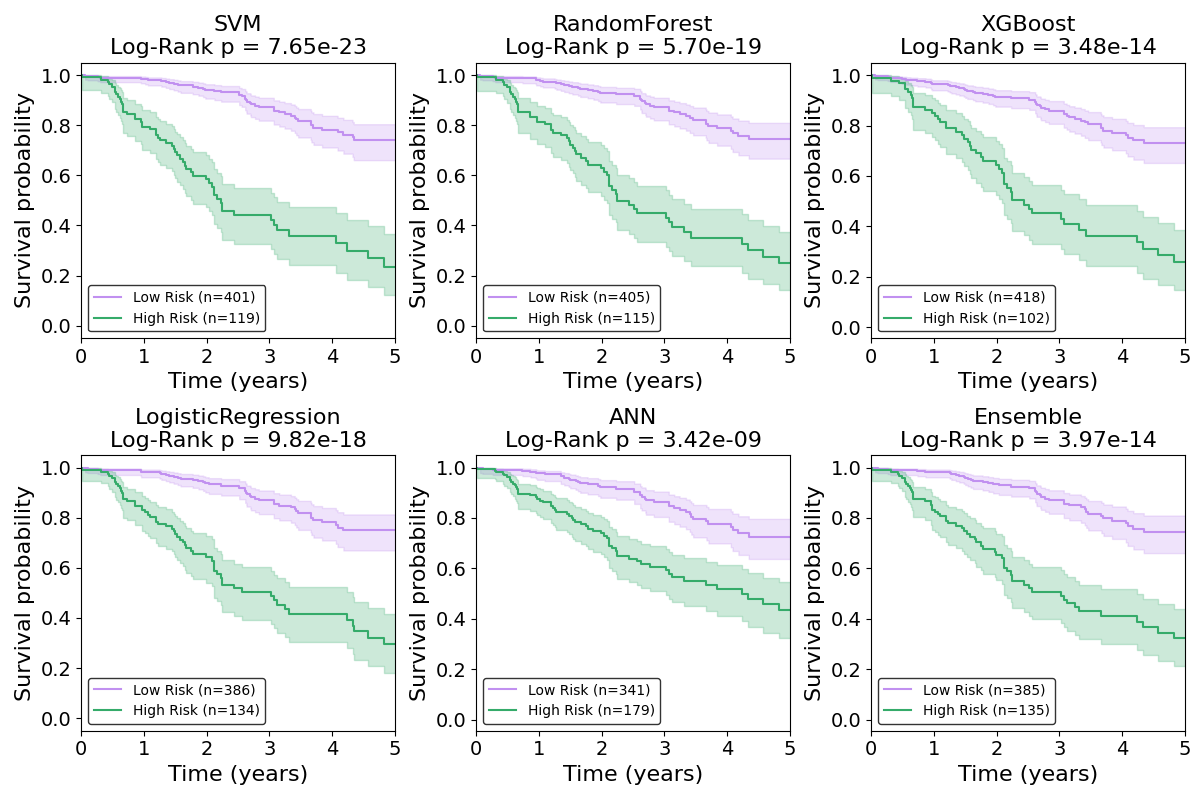 SVM
Log-Rank p = 7.65e-23
Survival probability
1.0
0.8
0.6
0.4
0.2
0.0
Low Risk (n=401)
High Risk (n=119)
0 1 2 3 4 5
Time (years)
RandomForest
Log-Rank p = 5.70e-19
Survival probability
1.0
0.8
0.6
0.4
0.2
0.0
Low Risk (n=405)
High Risk (n=115)
0 1 2 3 4 5
Time (years)
XGBoost
Log-Rank p = 3.48e-14
Survival probability
1.0
0.8
0.6
0.4
0.2
0.0
Low Risk (n=418)
High Risk (n=102)
0 1 2 3 4 5
Time (years)
LogisticRegression
Log-Rank p = 9.82e-18
Survival probability
1.0
0.8
0.6
0.4
0.2
0.0
Low Risk (n=386)
High Risk (n=134)
0 1 2 3 4 5
Time (years)
ANN
Log-Rank p = 3.42e-09
Survival probability
1.0
0.8
0.6
0.4
0.2
0.0
Low Risk (n=341)
High Risk (n=179)
0 1 2 3 4 5
Time (years)
Ensemble
Log-Rank p = 3.97e-14
Survival probability
1.0
0.8
0.6
0.4
0.2
0.0
Low Risk (n=385)
High Risk (n=135)
0 1 2 3 4 5
Time (years)